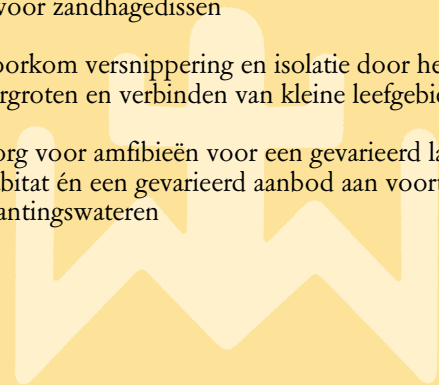 voor zandhagedissen
oorkom versnippering en isolatie door he
rgroten en verbinden van kleine leefgebie
org voor amfibieën voor een gevarieerd la
bitat én een gevarieerd aanbod aan voort
antingswateren